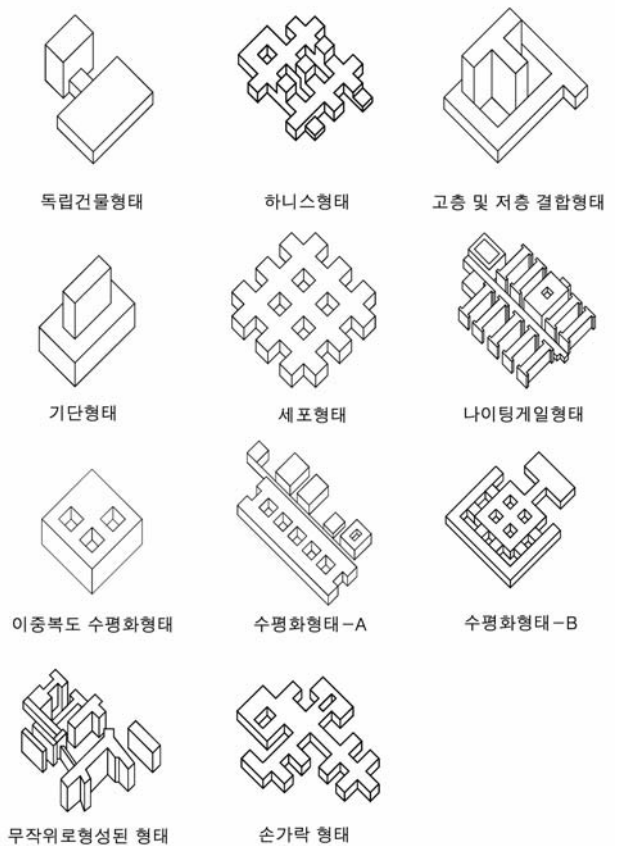 독립건물형태
하니스형태
고층 및 저층 결합형태
기단형태
세포형태
나이팅게일형태
이중복도 수평화형태
수평화형태-A
수평화형태-B
무작위로형성된 형태
손가락 형태